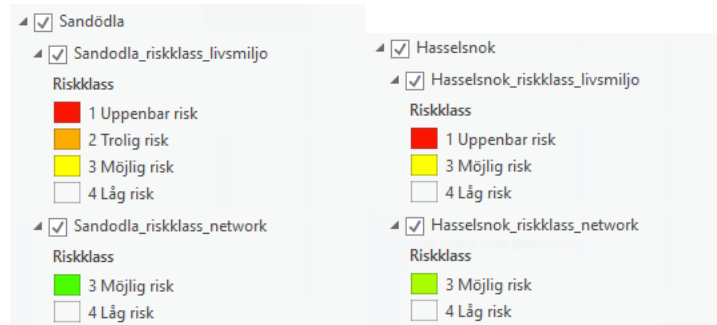 Sandödla
Sandodla_riskklass_livsmiljo
Riskklass
1 Uppenbar risk
2 Trolig risk
3 Möjlig risk
4 Låg risk
Sandodla_riskklass_network
Riskklass
3 Möjlig risk
4 Låg risk
Hasselsnok
Hasselsnok_riskklass_livsmiljo
Riskklass
1 Uppenbar risk
3 Möjlig risk
4 Låg risk
Hasselsnok_riskklass_network
Riskklass
3 Möjlig risk
4 Låg risk